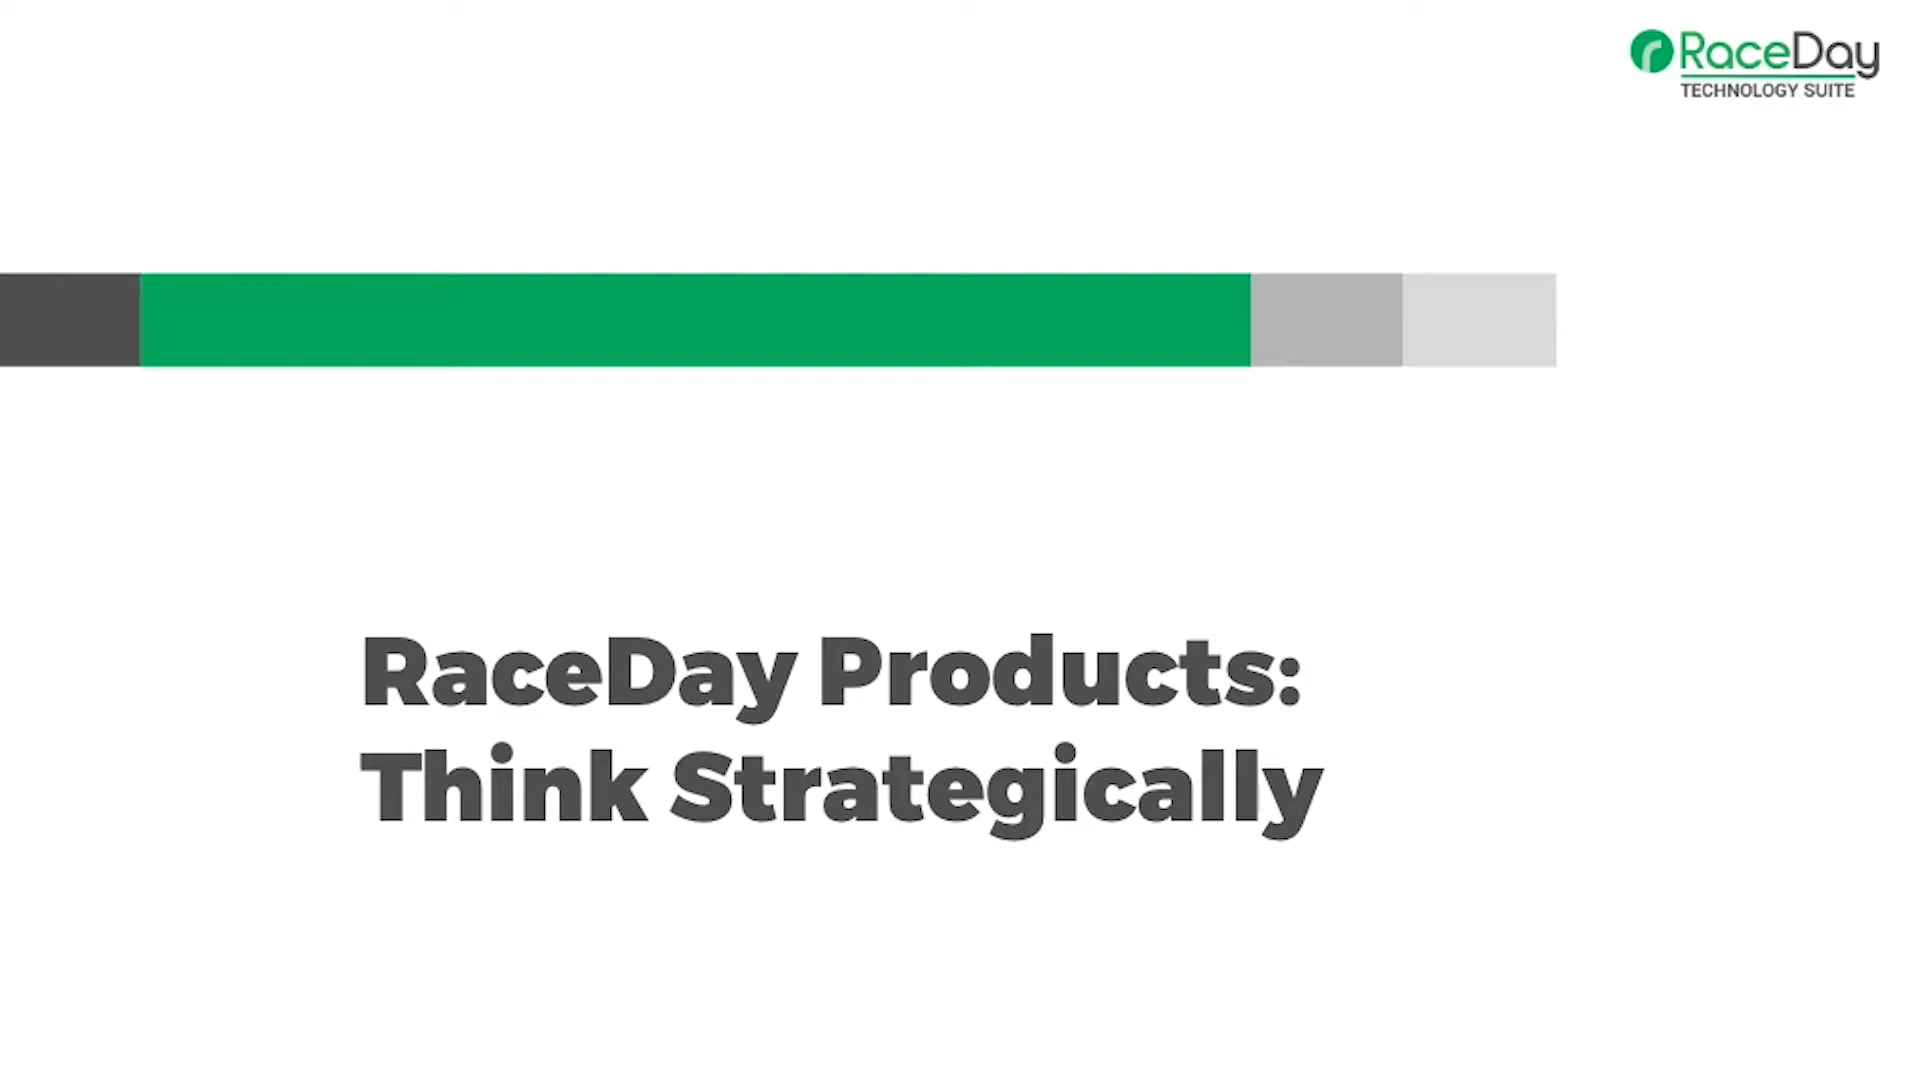 RaceDay
TECHNOLOGY SUITE
RaceDay Products:
Think Strategically